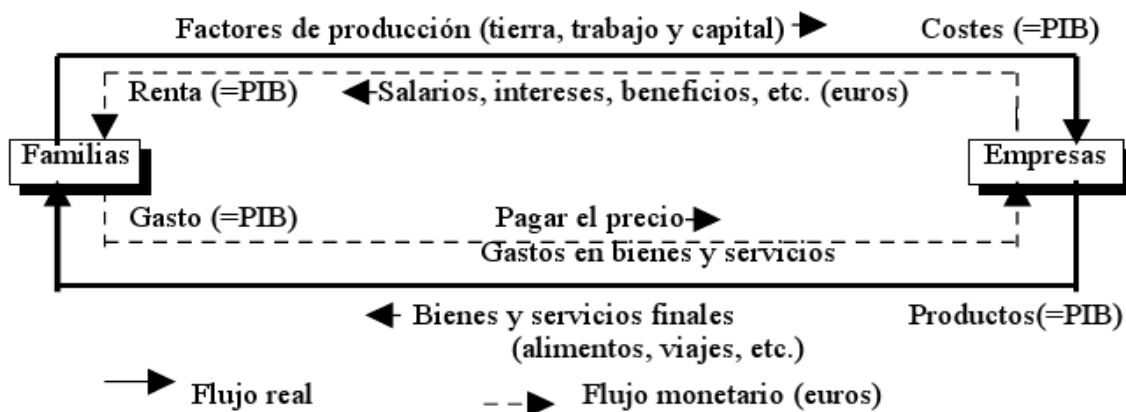 Factores de producción (tierra, trabajo y capital) Costes (=PIB)
Renta (=PIB) Salarios, intereses, beneficios, etc. (euros)
Familias Empresas
Gasto (=PIB) Pagar el precio
Gastos en bienes y servicios
Bienes y servicios finales Productos(=PIB)
(alimentos, viajes, etc.)
Flujo real Flujo monetario (euros)